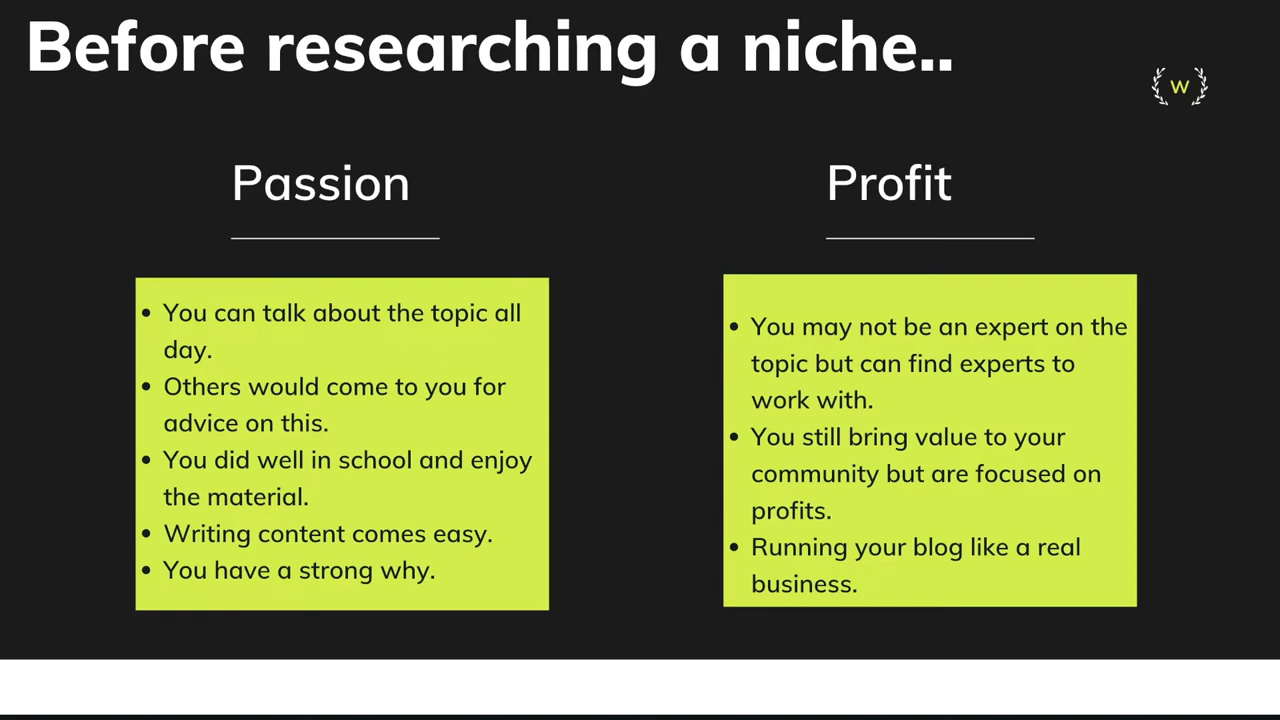 Before researching a niche..
W
Passion
You can talk about the topic all
day.
Others would come to you for
advice on this.
You did well in school and enjoy
the material.
Writing content comes easy.
You have a strong why.
Profit
You may not be an expert on the
topic but can find experts to
work with.
You still bring value to your
community but are focused on
profits.
Running your blog like a real
business.